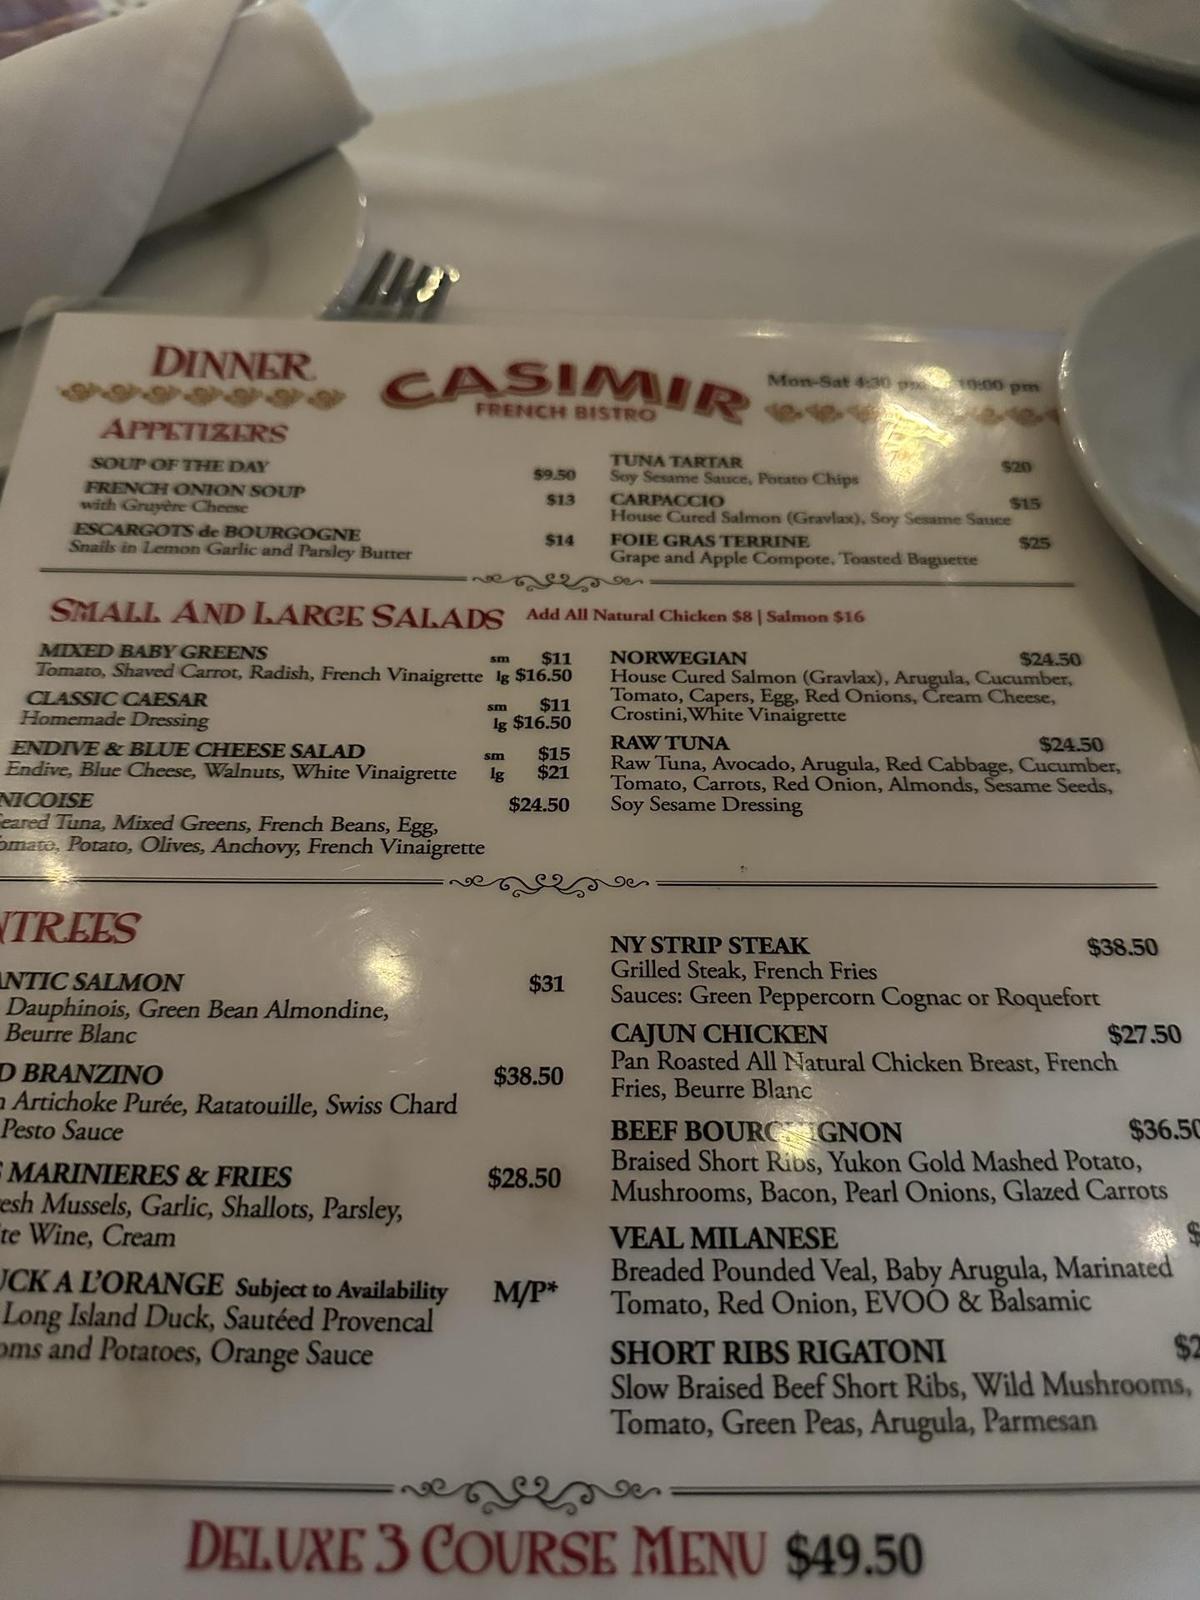 DINNER
CASIMIR
FRENCH BISTRO
Mon-Sat 4:30 pm 10:00 pm
APPETIZERS
SOUP OF THE DAY $9.50
FRENCH ONION SOUP $13
with Gruyère Cheese
ESCARGOTS de BOURGOGNE $14
Snails in Lemon Garlic and Parsley Butter
TUNA TARTAR $20
Soy Sesame Sauce, Potato Chips
CARPACCIO $15
House Cured Salmon (Gravlax), Soy Sesame Sauce
FOIE GRAS TERRINE $25
Grape and Apple Compote, Toasted Baguette
SMALL AND LARGE SALADS Add All Natural Chicken $8 | Salmon $16
MIXED BABY GREENS sm $11
Tomato, Shaved Carrot, Radish, French Vinaigrette lg $16.50
CLASSIC CAESAR sm $11
Homemade Dressing lg $16.50
ENDIVE & BLUE CHEESE SALAD sm $15
Endive, Blue Cheese, Walnuts, White Vinaigrette lg $21
NICOISE $24.50
eared Tuna, Mixed Greens, French Beans, Egg,
omato, Potato, Olives, Anchovy, French Vinaigrette
NORWEGIAN $24.50
House Cured Salmon (Gravlax), Arugula, Cucumber,
Tomato, Capers, Egg, Red Onions, Cream Cheese,
Crostini,White Vinaigrette
RAW TUNA $24.50
Raw Tuna, Avocado, Arugula, Red Cabbage, Cucumber,
Tomato, Carrots, Red Onion, Almonds, Sesame Seeds,
Soy Sesame Dressing
NTREES
ANTIC SALMON $31
Dauphinois, Green Bean Almondine,
Beurre Blanc
D BRANZINO $38.50
n Artichoke Purée, Ratatouille, Swiss Chard
Pesto Sauce
S MARINIERES & FRIES $28.50
esh Mussels, Garlic, Shallots, Parsley,
te Wine, Cream
UCK A L'ORANGE Subject to Availability M/P*
Long Island Duck, Sautéed Provencal
oms and Potatoes, Orange Sauce
NY STRIP STEAK $38.50
Grilled Steak, French Fries
Sauces: Green Peppercorn Cognac or Roquefort
CAJUN CHICKEN $27.50
Pan Roasted All Natural Chicken Breast, French
Fries, Beurre Blanc
BEEF BOURGUIGNON $36.50
Braised Short Ribs, Yukon Gold Mashed Potato,
Mushrooms, Bacon, Pearl Onions, Glazed Carrots
VEAL MILANESE $
Breaded Pounded Veal, Baby Arugula, Marinated
Tomato, Red Onion, EVOO & Balsamic
SHORT RIBS RIGATONI $2
Slow Braised Beef Short Ribs, Wild Mushrooms,
Tomato, Green Peas, Arugula, Parmesan
DELUXE 3 COURSE MENU $49.50